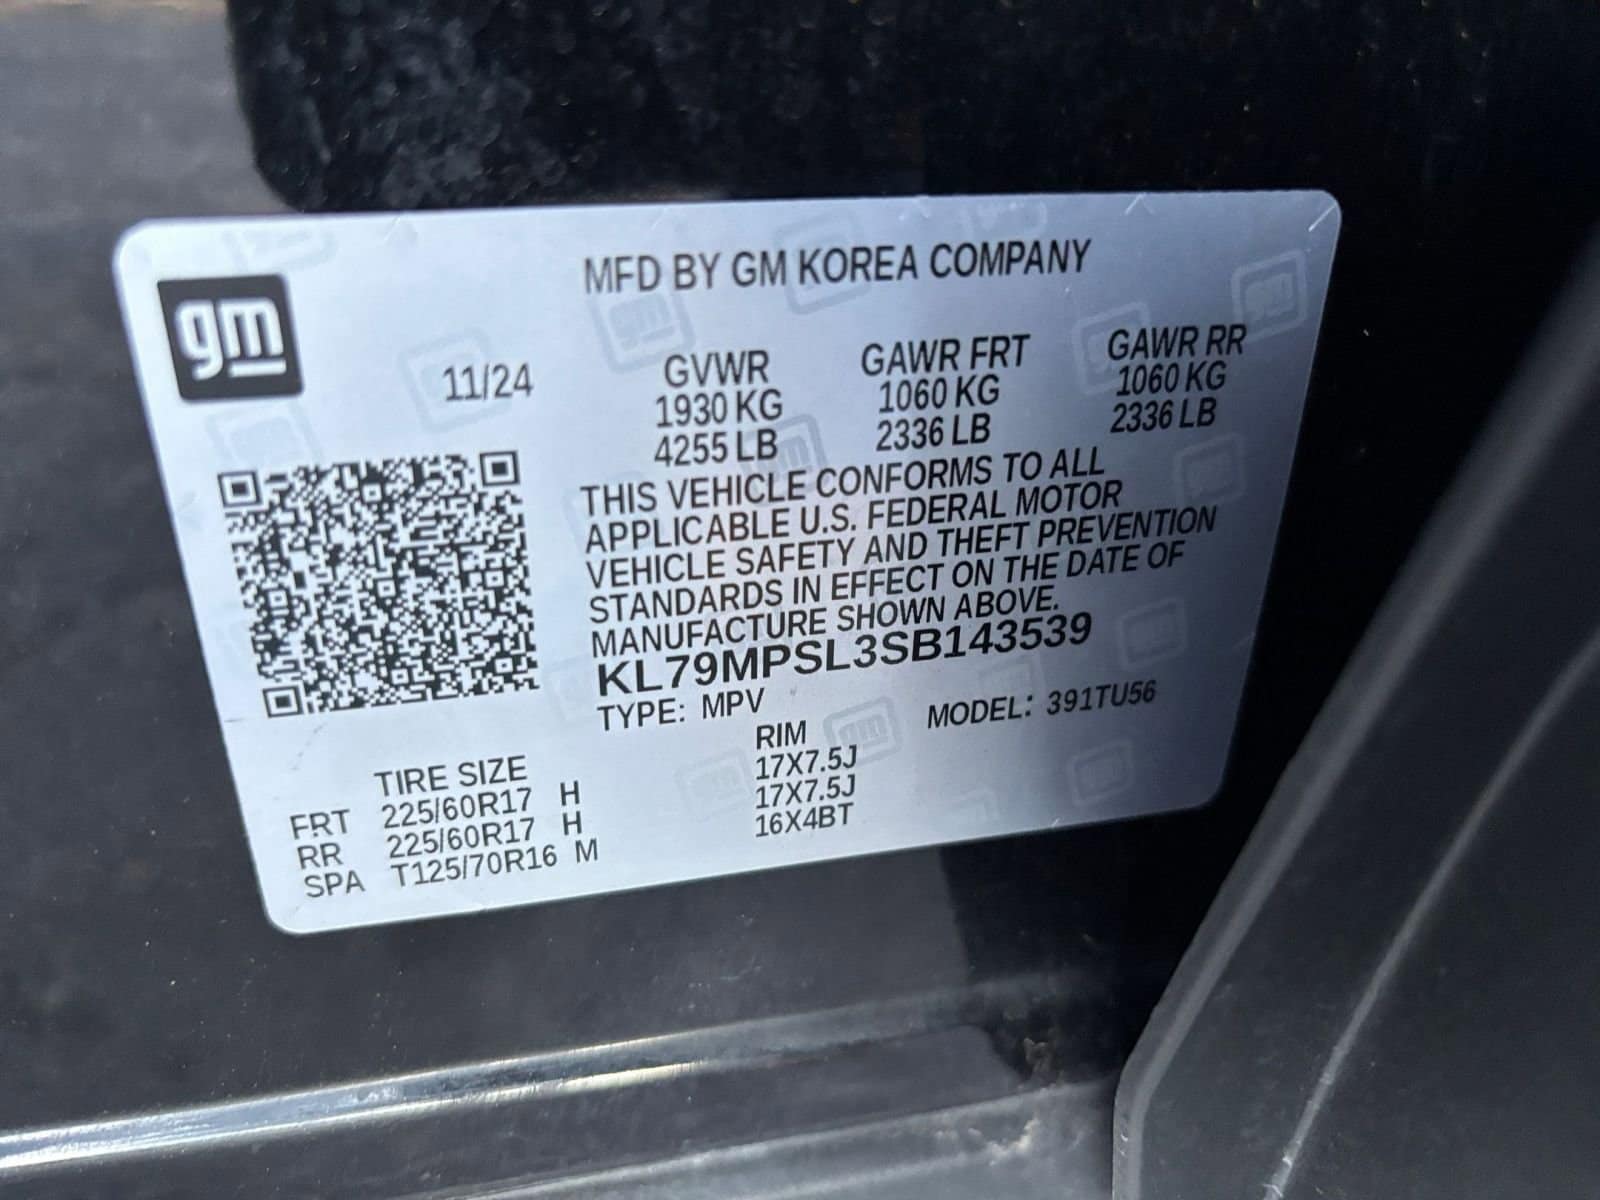 MFD BY GM KOREA COMPANY
gm
11/24
GVWR GAWR FRT GAWR RR
1930 KG 1060 KG 1060 KG
4255 LB 2336 LB 2336 LB
THIS VEHICLE CONFORMS TO ALL
APPLICABLE U.S. FEDERAL MOTOR
VEHICLE SAFETY AND THEFT PREVENTION
STANDARDS IN EFFECT ON THE DATE OF
MANUFACTURE SHOWN ABOVE.
KL79MPSL3SB143539
TYPE: MPV MODEL: 391TU56
TIRE SIZE RIM
FRT 225/60R17 H 17X7.5J
RR 225/60R17 H 17X7.5J
SPA T125/70R16 M 16X4BT